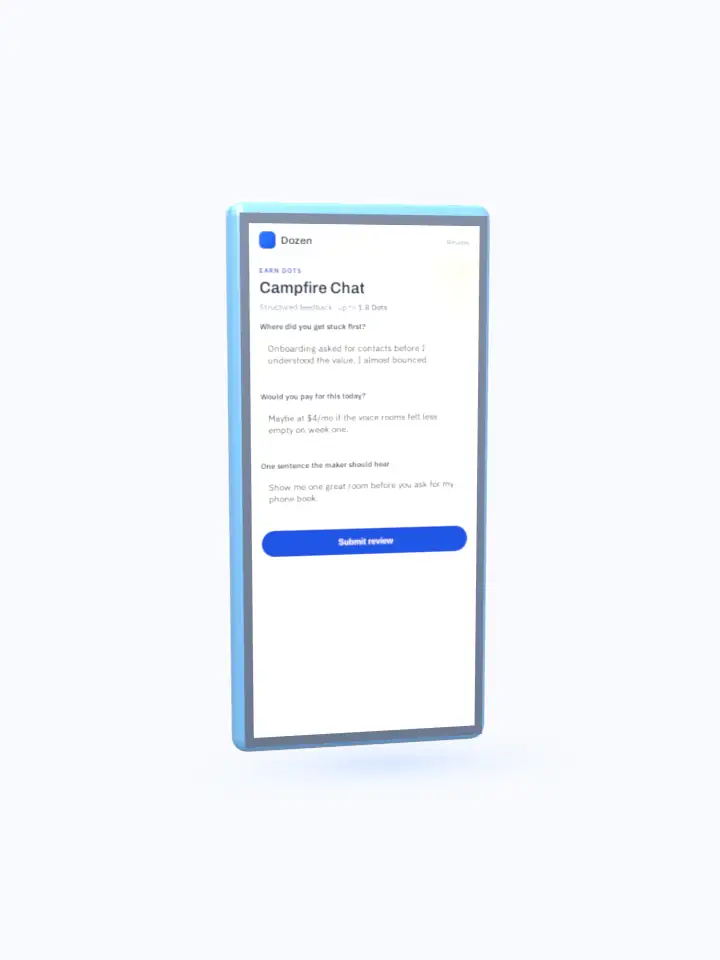 Dozen
EARN DOTS
Campfire Chat
Structured feedback · up to 1.8 Dots
Where did you get stuck first?
Onboarding asked for contacts before I
understood the value. I almost bounced
Would you pay for this today?
Maybe at $4/mo if the voice rooms felt less
empty on week one.
One sentence the maker should hear
Show me one great room before you ask for my
phone book.
Submit review